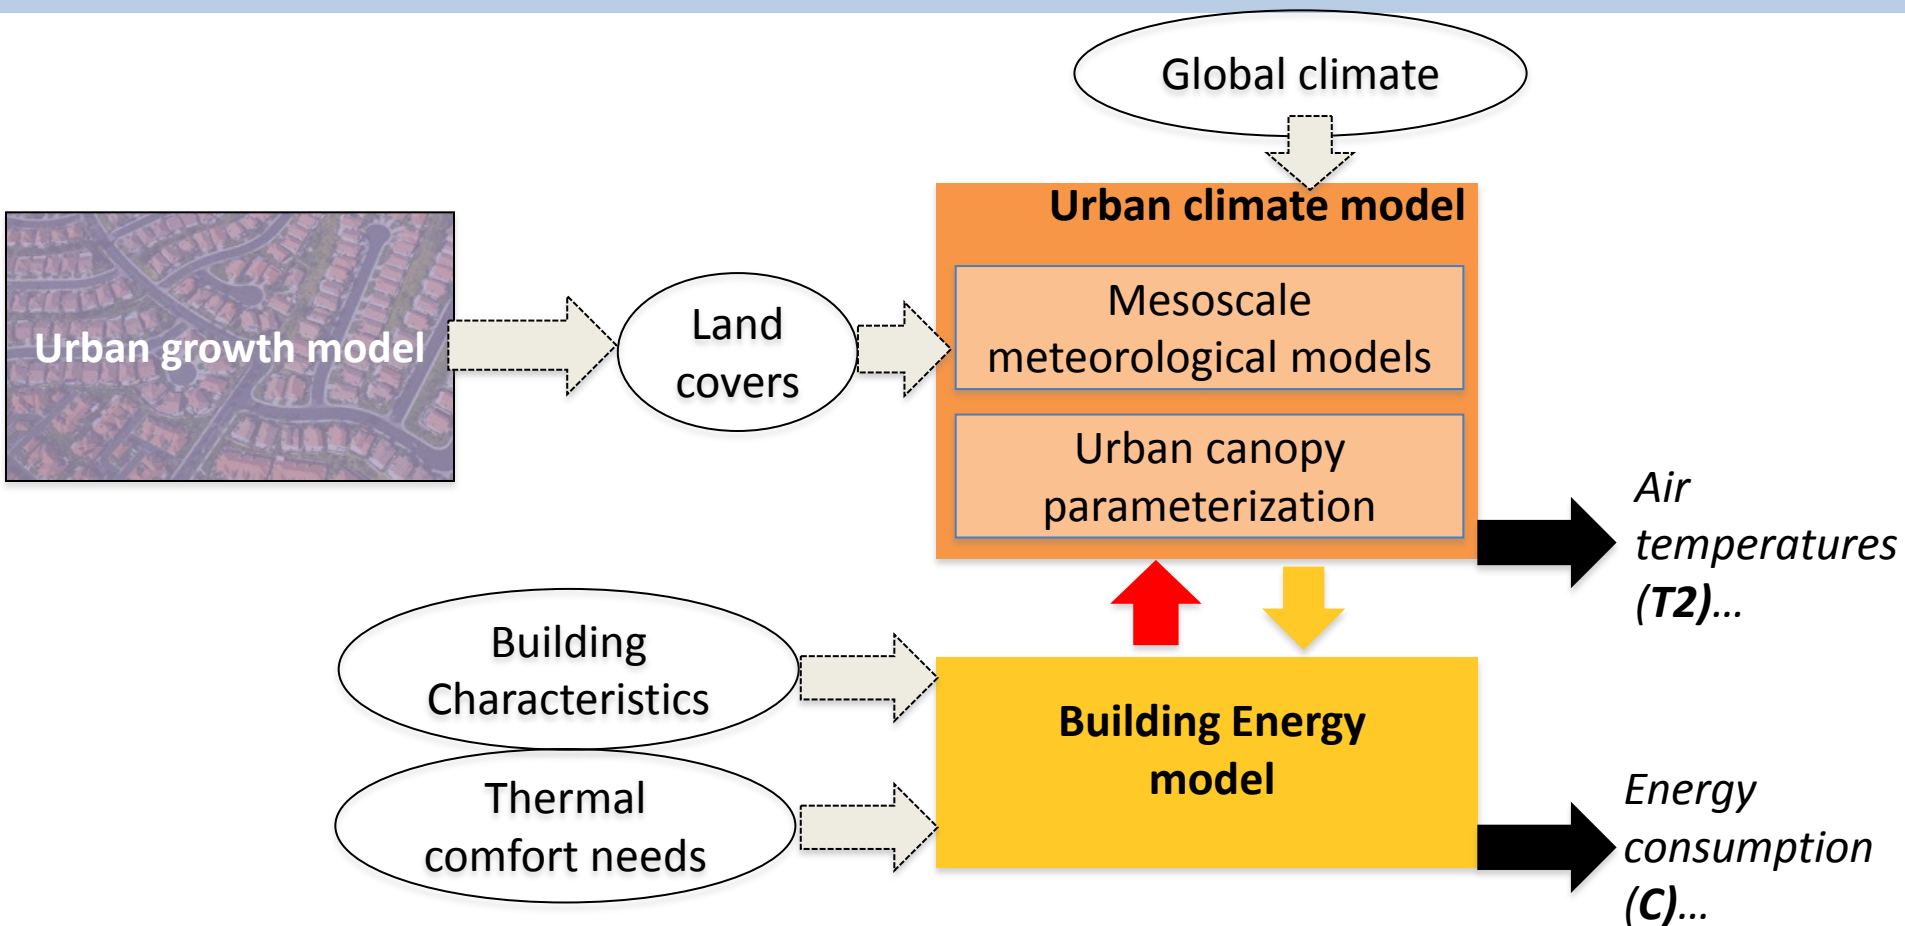 Global climate
Urban climate model
Urban growth model
Land
covers
Mesoscale
meteorological models
Urban canopy
parameterization
Air
temperatures
(T2)...
Building
Characteristics
Thermal
comfort needs
Building Energy
model
Energy
consumption
(C)...